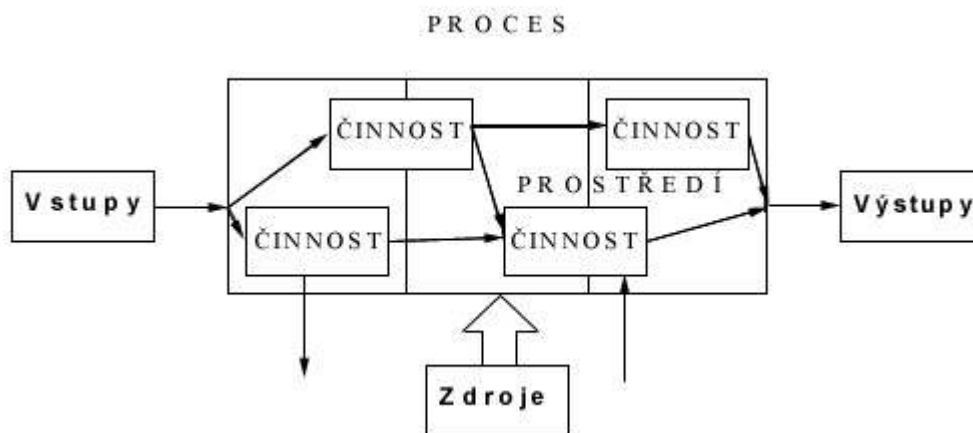 PROCES
ČINNOST
ČINNOST
PROSTŘEDÍ
Vstupy
Výstupy
ČINNOST
ČINNOST
Zdroje